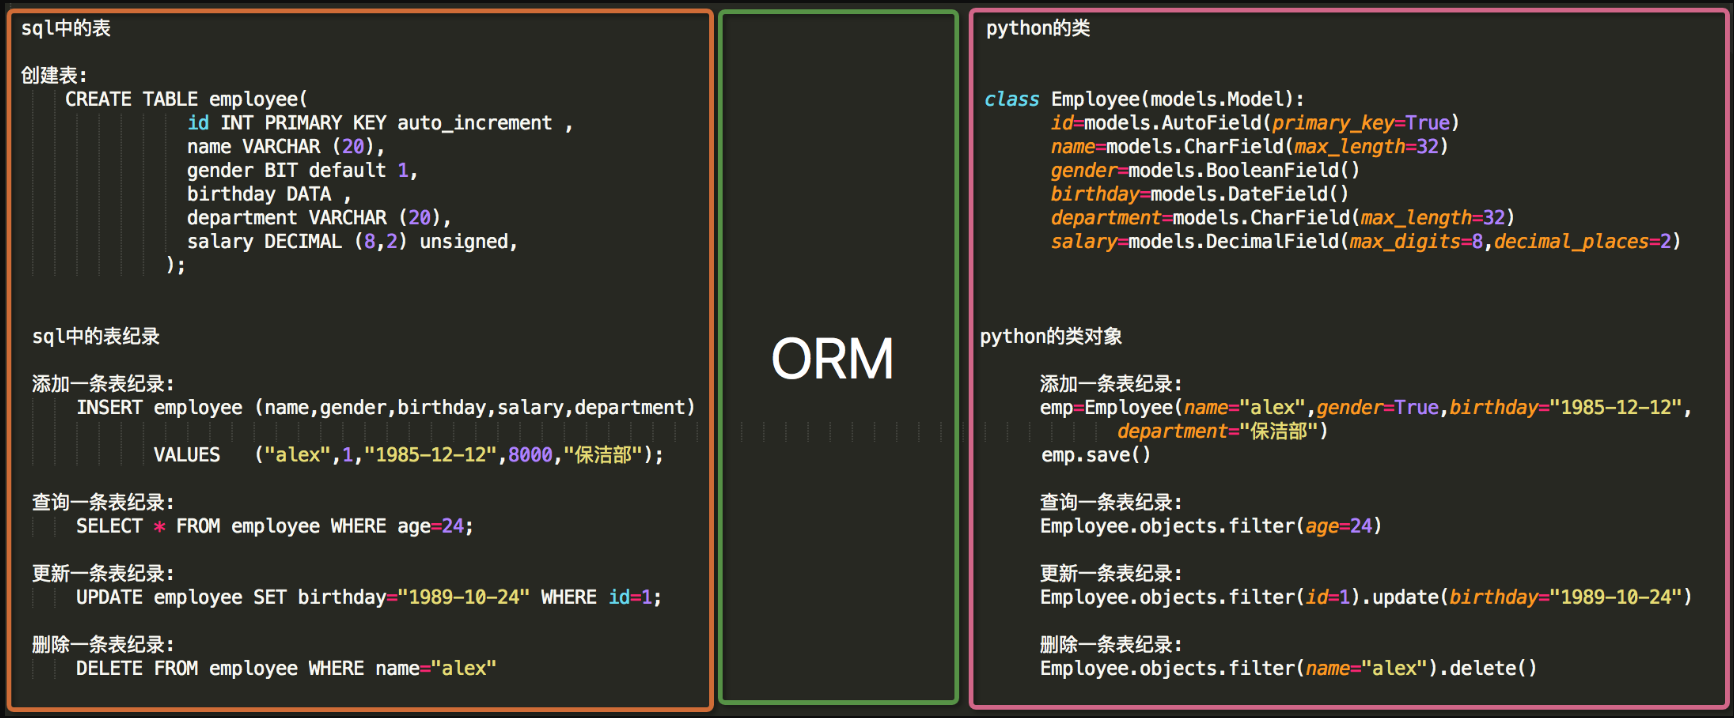 sql中的表
创建表:
CREATE TABLE employee(
id INT PRIMARY KEY auto_increment ,
name VARCHAR (20),
gender BIT default 1,
birthday DATA ,
department VARCHAR (20),
salary DECIMAL (8,2) unsigned,
);
sql中的表纪录
添加一条表纪录:
INSERT employee (name,gender,birthday,salary,department)
VALUES   ("alex",1,"1985-12-12",8000,"保洁部");
查询一条表纪录:
SELECT * FROM employee WHERE age=24;
更新一条表纪录:
UPDATE employee SET birthday="1989-10-24" WHERE id=1;
删除一条表纪录:
DELETE FROM employee WHERE name="alex"
ORM
python的类
class Employee(models.Model):
id=models.AutoField(primary_key=True)
name=models.CharField(max_length=32)
gender=models.BooleanField()
birthday=models.DateField()
department=models.CharField(max_length=32)
salary=models.DecimalField(max_digits=8,decimal_places=2)
python的类对象
添加一条表纪录:
emp=Employee(name="alex",gender=True,birthday="1985-12-12",
department="保洁部")
emp.save()
查询一条表纪录:
Employee.objects.filter(age=24)
更新一条表纪录:
Employee.objects.filter(id=1).update(birthday="1989-10-24")
删除一条表纪录:
Employee.objects.filter(name="alex").delete()